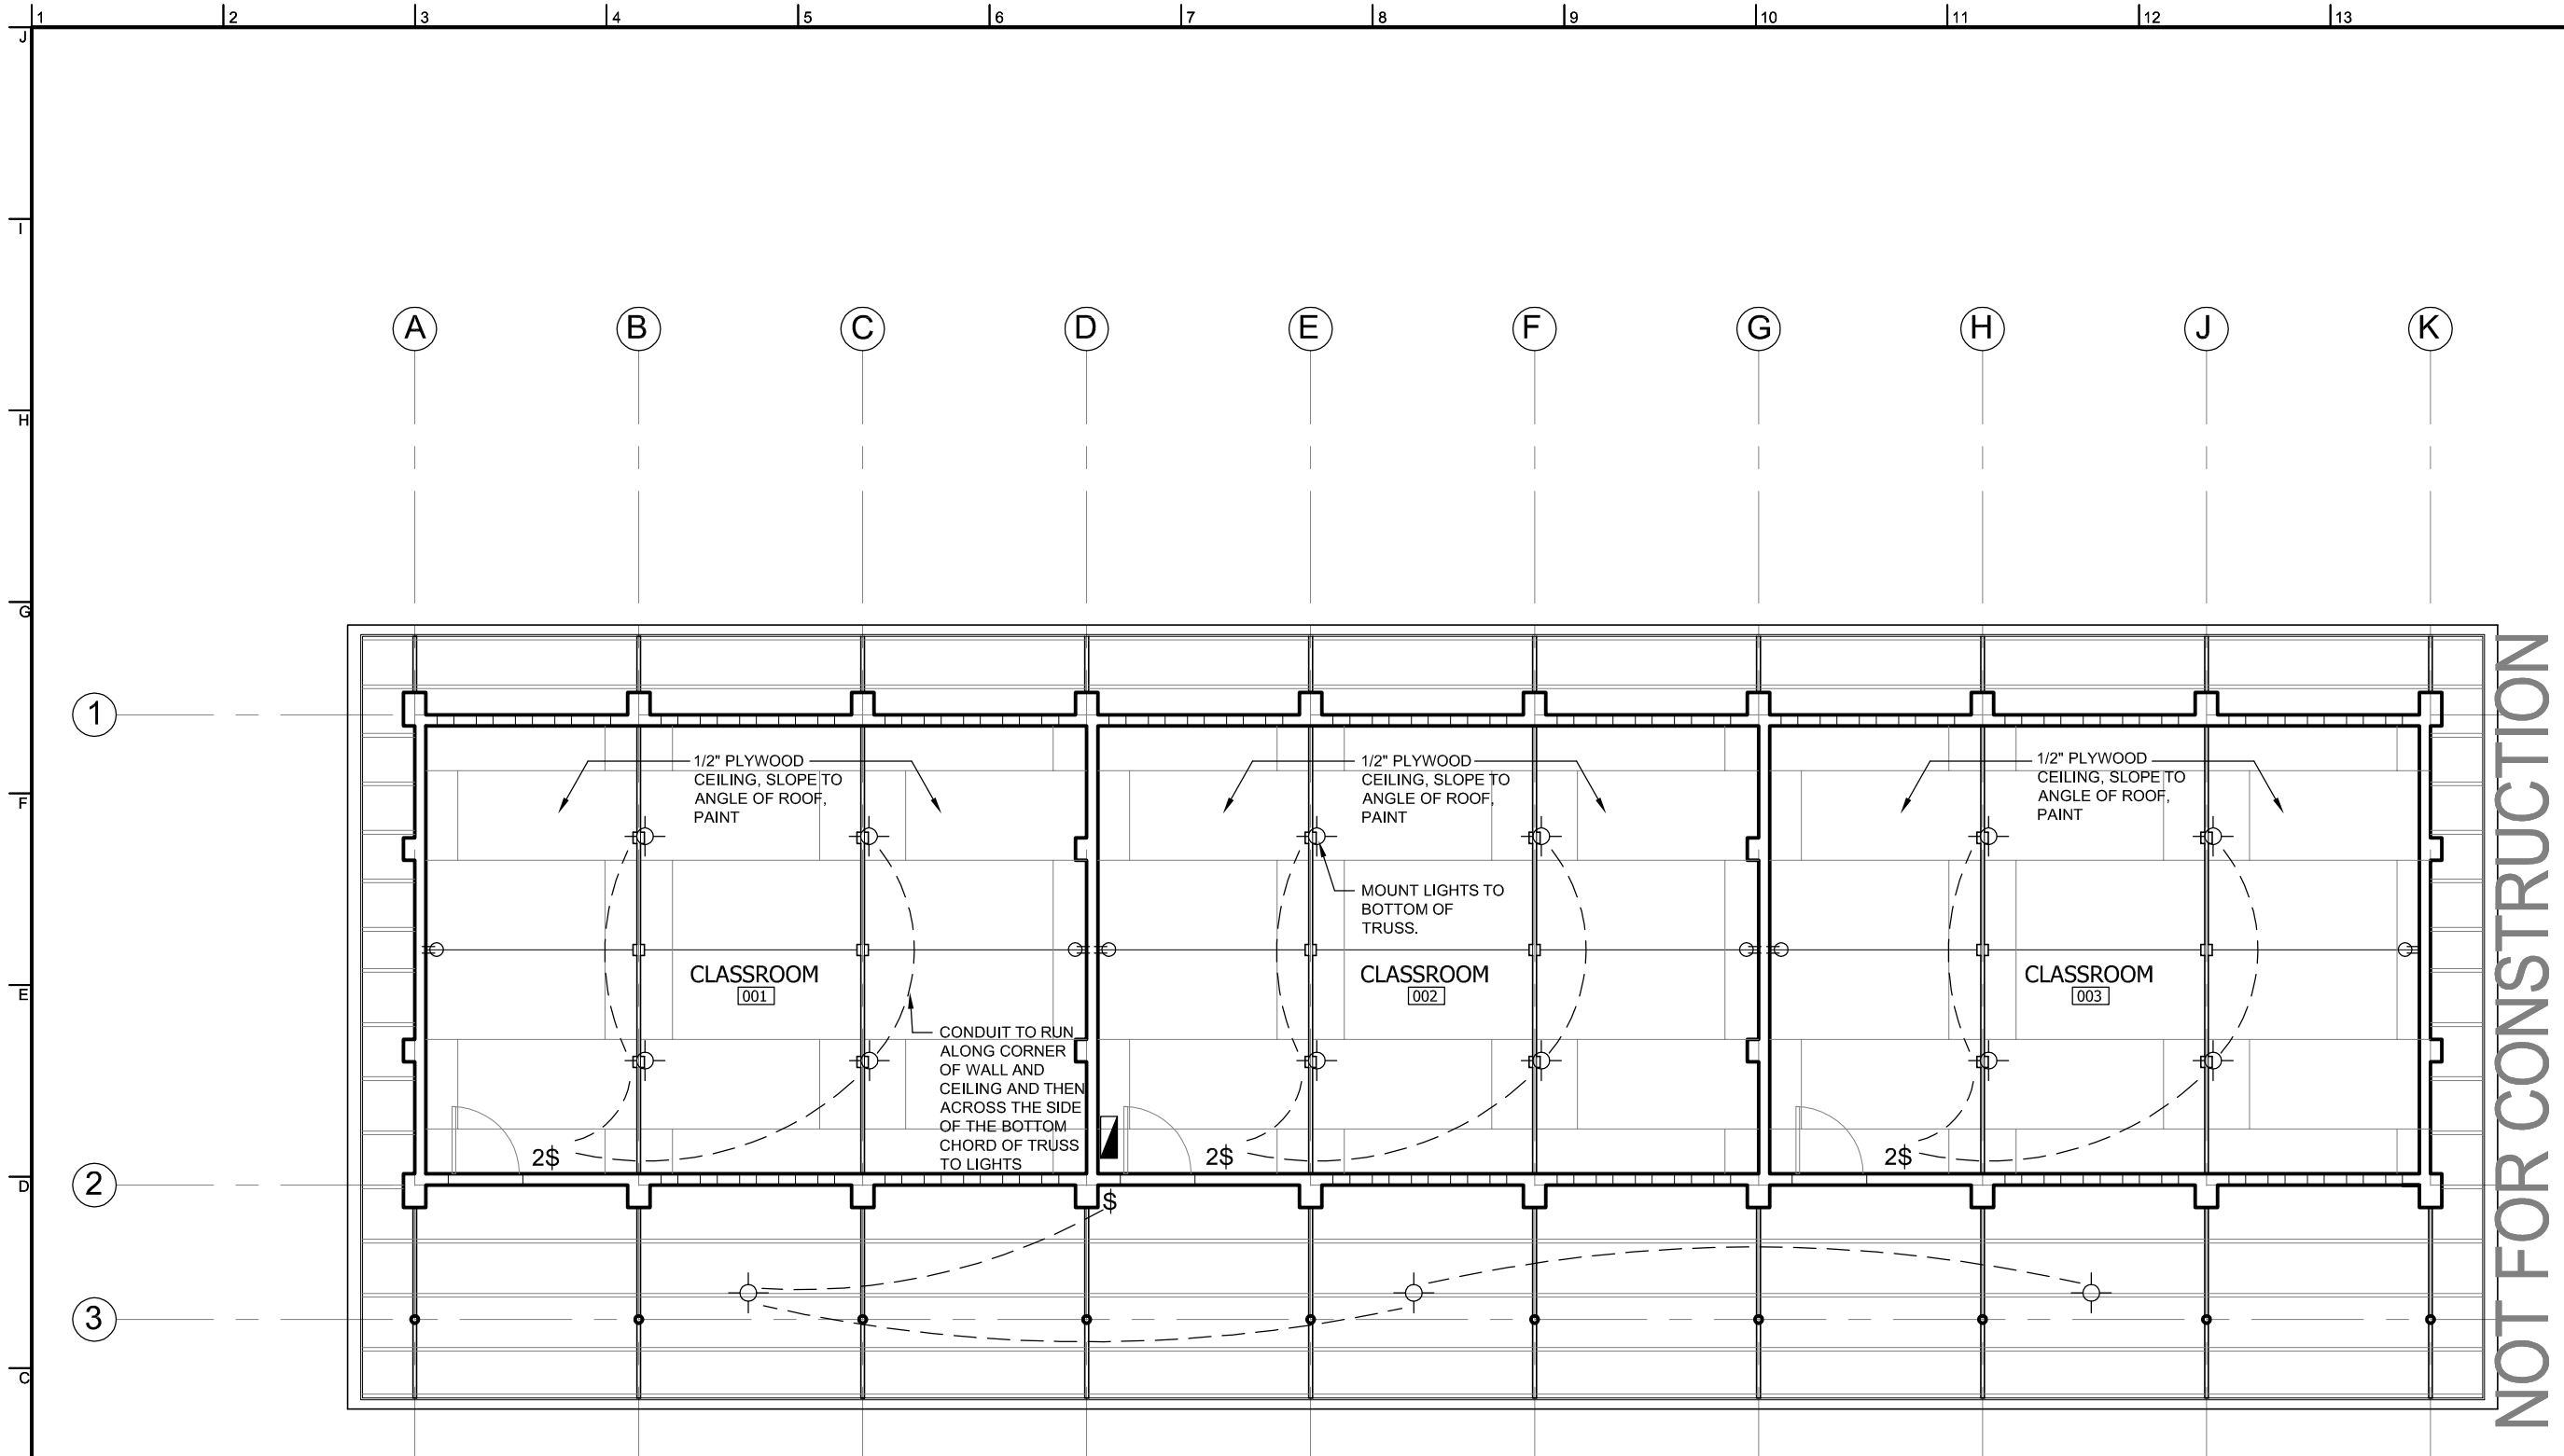 1 2 3 4 5 6 7 8 9 10 11 12 13
J
I
H
G
F
E
D
C
A B C D E F G H J K
1
2
3
1/2" PLYWOOD
CEILING, SLOPE TO
ANGLE OF ROOF,
PAINT
1/2" PLYWOOD
CEILING, SLOPE TO
ANGLE OF ROOF,
PAINT
1/2" PLYWOOD
CEILING, SLOPE TO
ANGLE OF ROOF,
PAINT
MOUNT LIGHTS TO
BOTTOM OF
TRUSS.
CLASSROOM
001
CLASSROOM
002
CLASSROOM
003
CONDUIT TO RUN
ALONG CORNER
OF WALL AND
CEILING AND THEN
ACROSS THE SIDE
OF THE BOTTOM
CHORD OF TRUSS
TO LIGHTS
2$
2$
2$
$
NOT FOR CONSTRUCTION